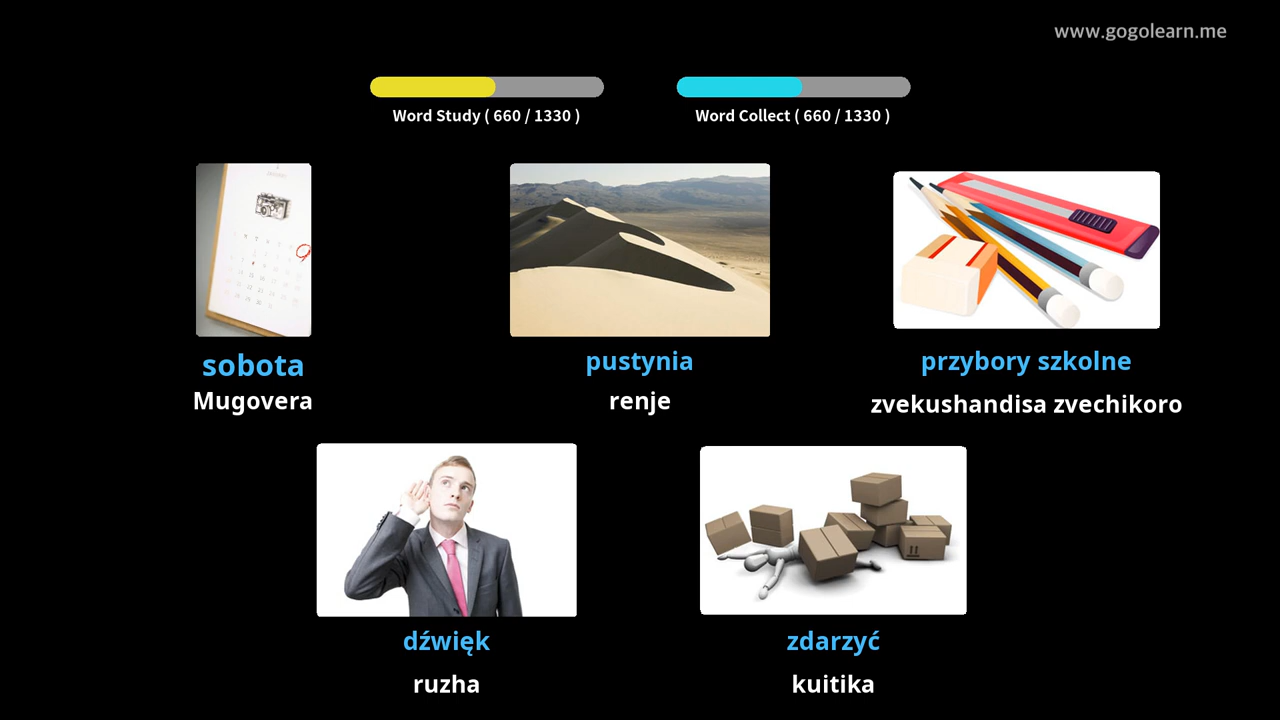 www.gogolearn.me
Word Study ( 660 / 1330 )
Word Collect ( 660 / 1330 )
sobota
Mugovera
pustynia
renje
przybory szkolne
zvekushandisa zvechikoro
dźwięk
ruzha
zdarzyć
kuitika